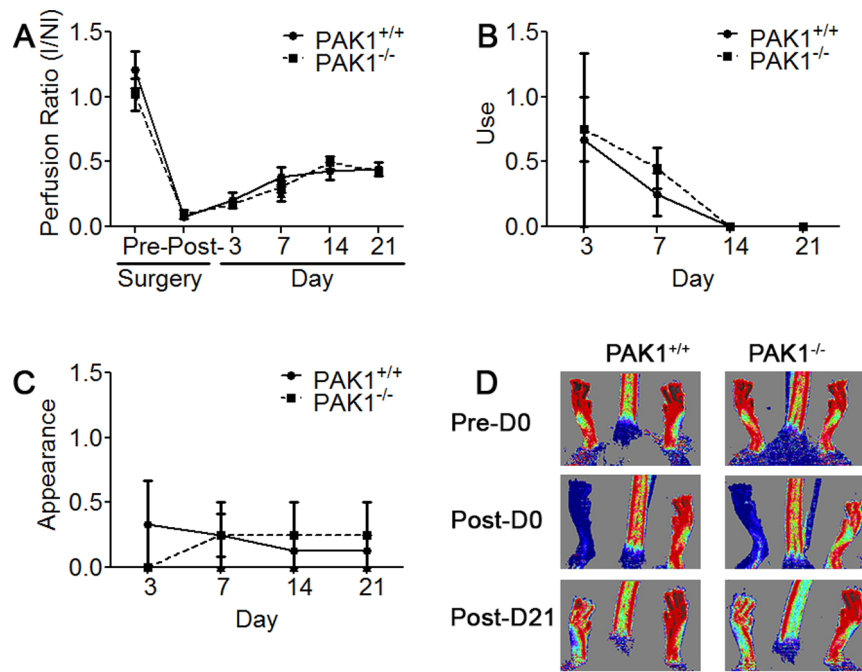 A
Perfusion Ratio (I/NI)
1.5
1.0
0.5
0.0
PAK1+/+
PAK1-/-
Pre-Post- 3 7 14 21
Surgery Day
B
Use
1.5
1.0
0.5
0.0
PAK1+/+
PAK1-/-
3 7 14 21
Day
C
Appearance
1.5
1.0
0.5
0.0
PAK1+/+
PAK1-/-
3 7 14 21
Day
D
PAK1+/+ PAK1-/-
Pre-D0
Post-D0
Post-D21